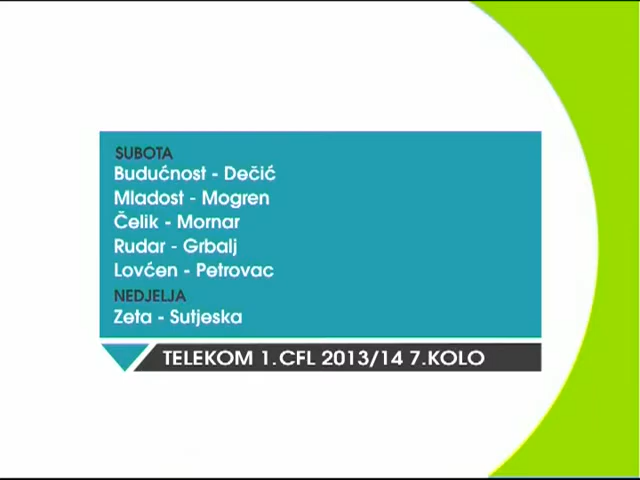 SUBOTA
Budućnost - Dečić
Mladost - Mogren
Čelik - Mornar
Rudar - Grbalj
Lovćen - Petrovac
NEDJELJA
Zeta - Sutjeska
TELEKOM 1.CFL 2013/14 7.KOLO